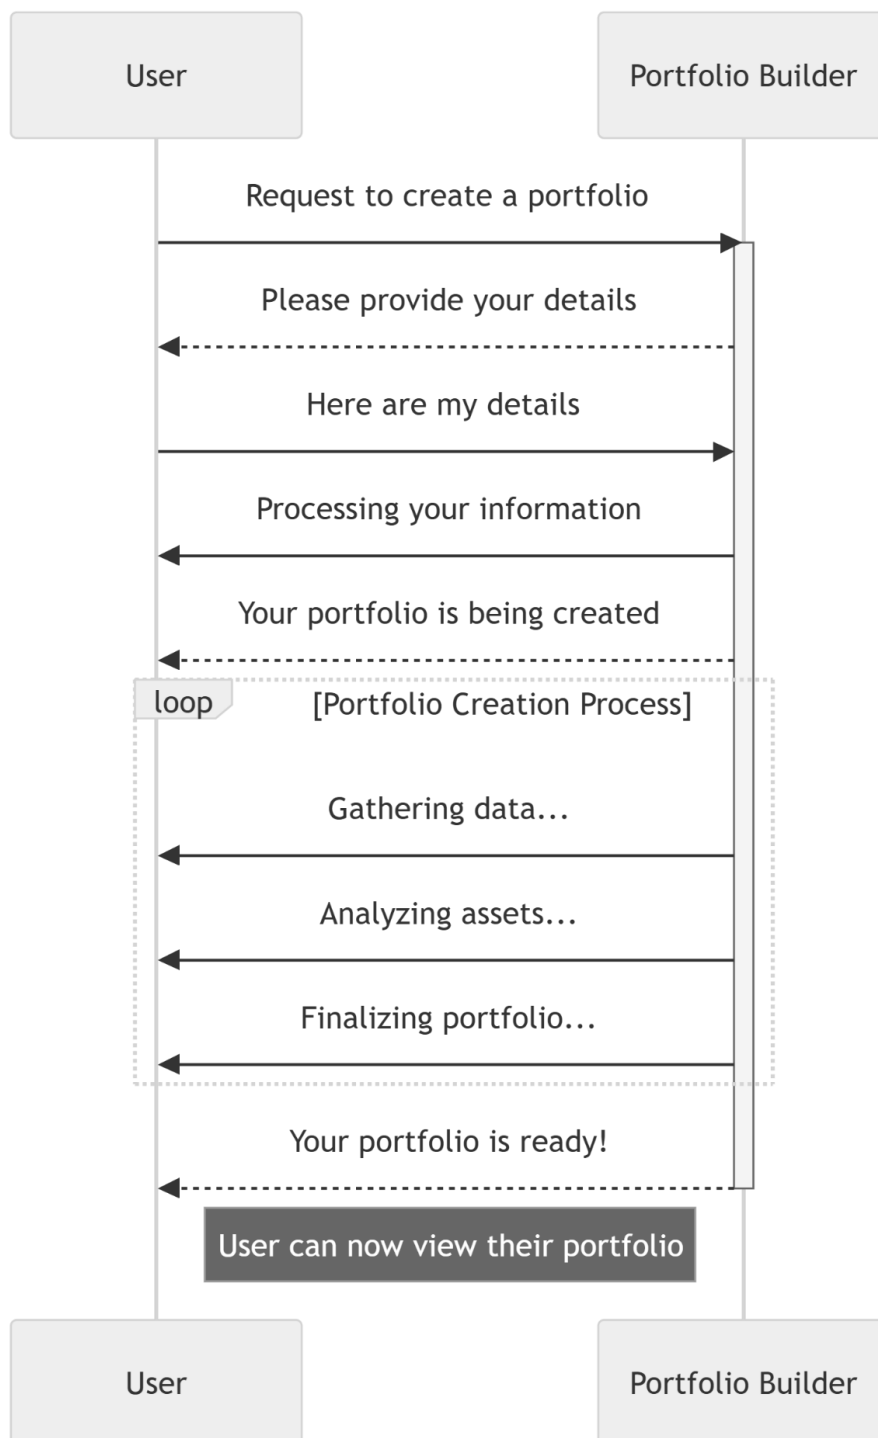 User
Portfolio Builder
Request to create a portfolio
Please provide your details
Here are my details
Processing your information
Your portfolio is being created
loop
[Portfolio Creation Process]
Gathering data...
Analyzing assets...
Finalizing portfolio...
Your portfolio is ready!
User can now view their portfolio
User
Portfolio Builder